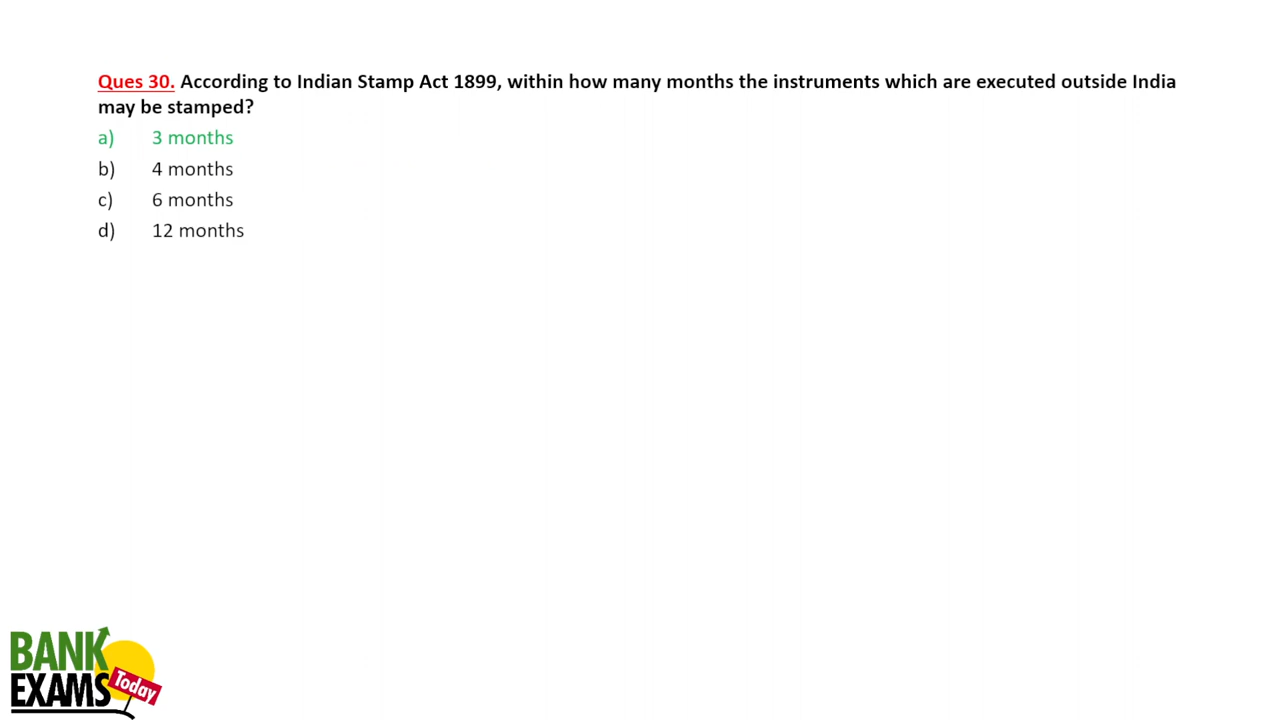 Ques 30. According to Indian Stamp Act 1899, within how many months the instruments which are executed outside India
may be stamped?
a) 3 months
b) 4 months
c) 6 months
d) 12 months
BANK
EXAMS
Today